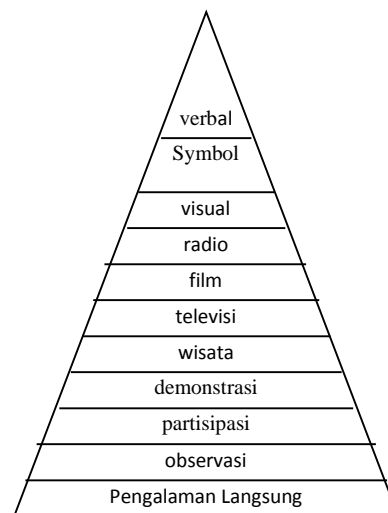 verbal
Symbol
visual
radio
film
televisi
wisata
demonstrasi
partisipasi
observasi
Pengalaman Langsung